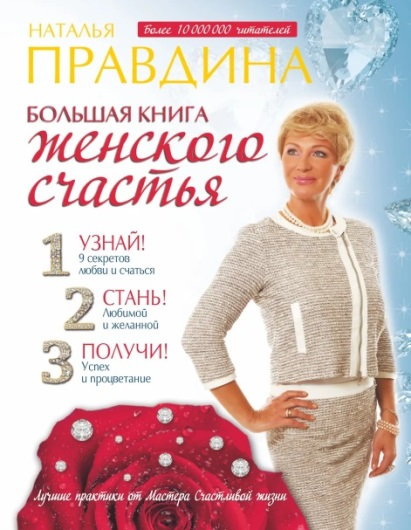 НАТАЛЬЯ
Более 10 000 000 читателей
ПРАВДИНА
БОЛЬШАЯ КНИГА
женского
счастья
1 УЗНАЙ!
9 секретов
любви и счатья
2 СТАНЬ!
Любимой
и желанной
3 ПОЛУЧИ!
Успех
и процветание
Лучшие практики от Мастера Счастливой жизни